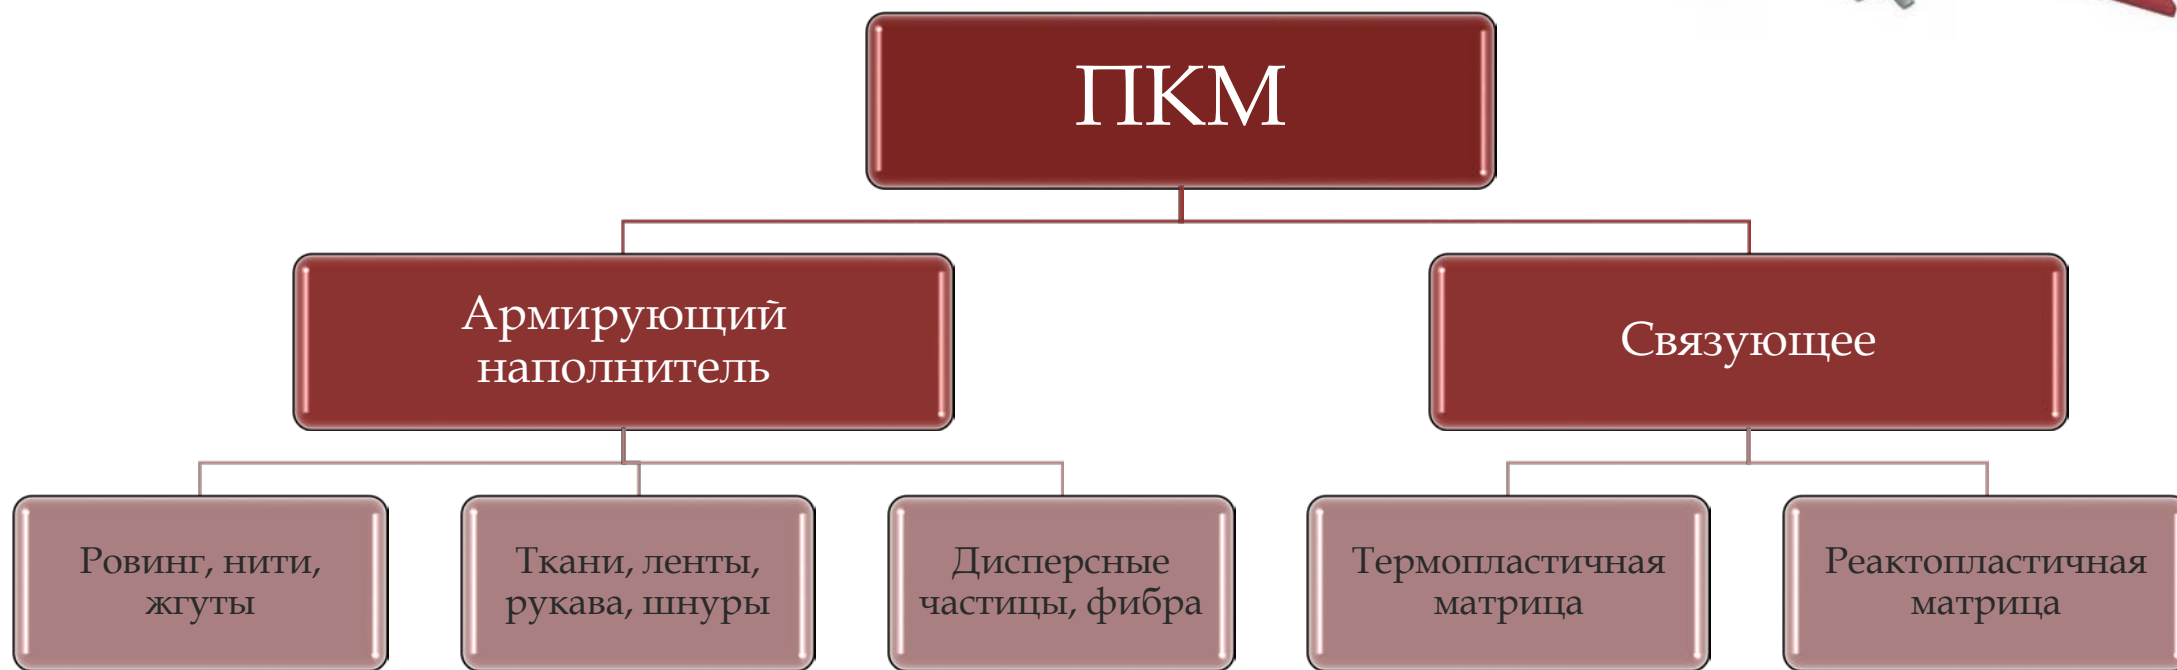 ПКМ
Армирующий
наполнитель
Связующее
Ровинг, нити,
жгуты
Ткани, ленты,
рукава, шнуры
Дисперсные
частицы, фибра
Термопластичная
матрица
Реактопластичная
матрица